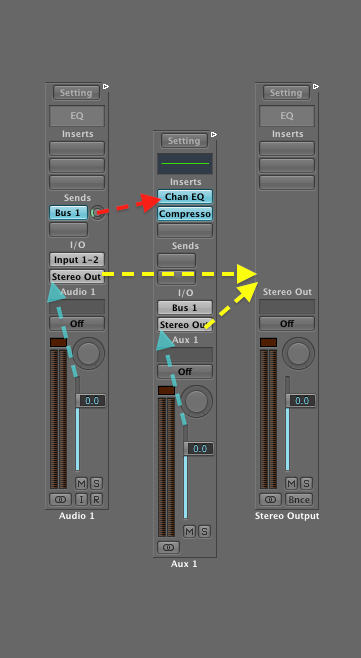 Setting
EQ
Inserts
Sends
Bus 1
I/O
Input 1-2
Stereo Out
Audio 1
Off
0.0
M S
I R
Audio 1
Setting
Inserts
Chan EQ
Compresso
Sends
I/O
Bus 1
Stereo Out
Aux 1
Off
0.0
M S
Aux 1
Setting
EQ
Inserts
Stereo Out
Off
0.0
M S
Bnce
Stereo Output